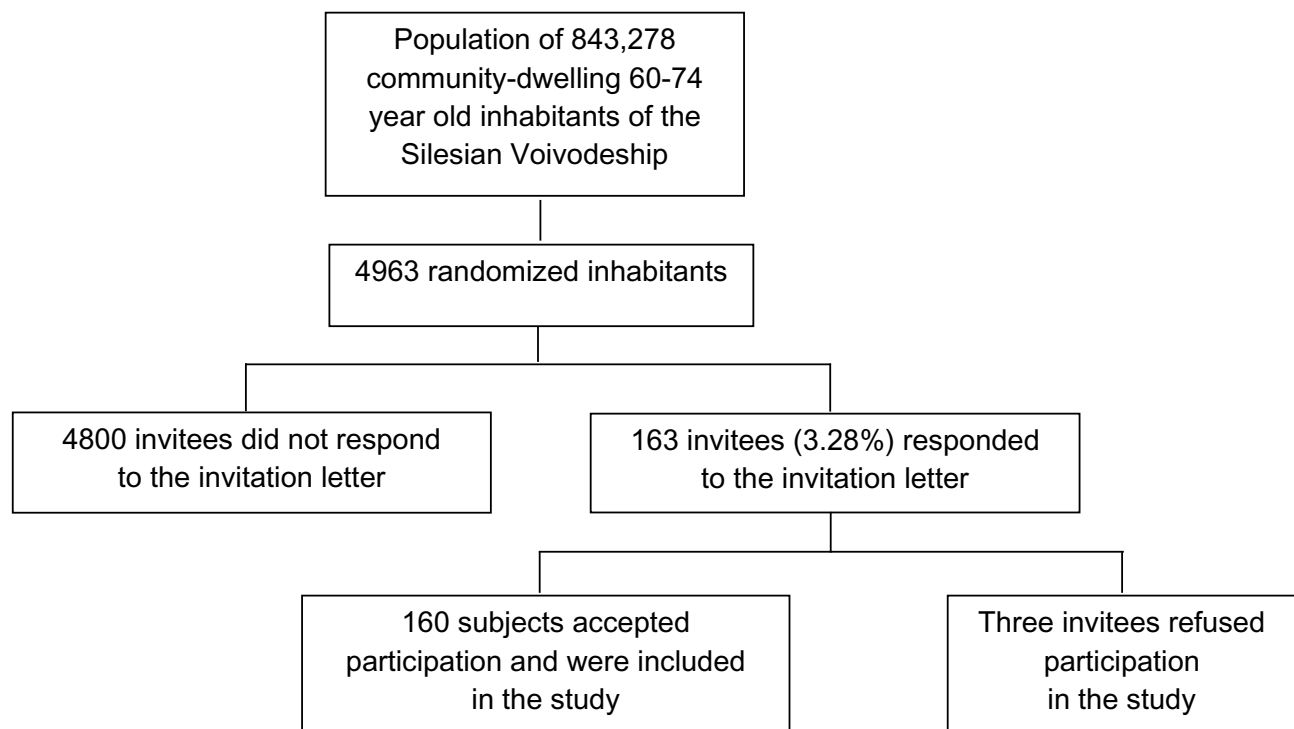 Population of 843,278
community-dwelling 60-74
year old inhabitants of the
Silesian Voivodeship
4963 randomized inhabitants
4800 invitees did not respond
to the invitation letter
163 invitees (3.28%) responded
to the invitation letter
160 subjects accepted
participation and were included
in the study
Three invitees refused
participation
in the study